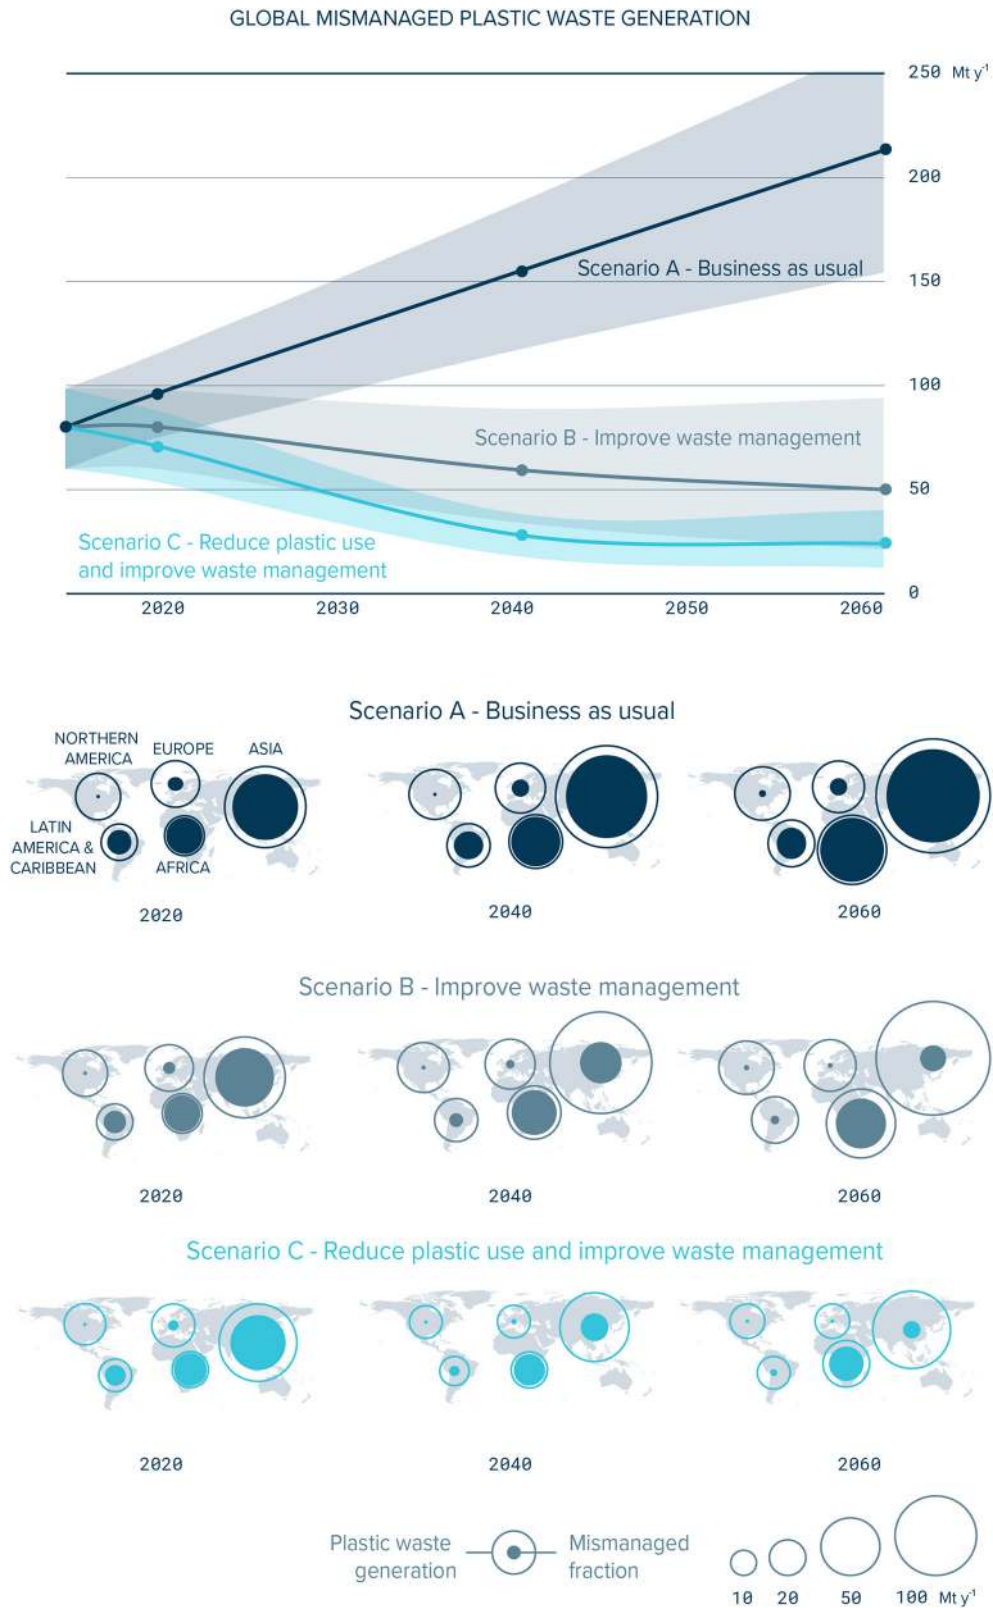 GLOBAL MISMANAGED PLASTIC WASTE GENERATION
250 Mt y⁻¹
200
Scenario A - Business as usual
150
100
Scenario B - Improve waste management
50
Scenario C - Reduce plastic use
and improve waste management
0
2020 2030 2040 2050 2060
Scenario A - Business as usual
NORTHERN
AMERICA
EUROPE
ASIA
LATIN
AMERICA &
CARIBBEAN
AFRICA
2020 2040 2060
Scenario B - Improve waste management
2020 2040 2060
Scenario C - Reduce plastic use and improve waste management
2020 2040 2060
Plastic waste
generation
Mismanaged
fraction
10 20 50 100 Mt y⁻¹